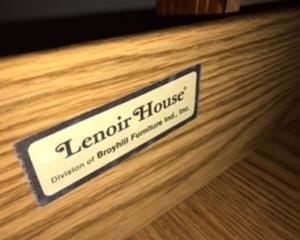 Lenoir House®
Division of Broyhill Furniture Ind., Inc.